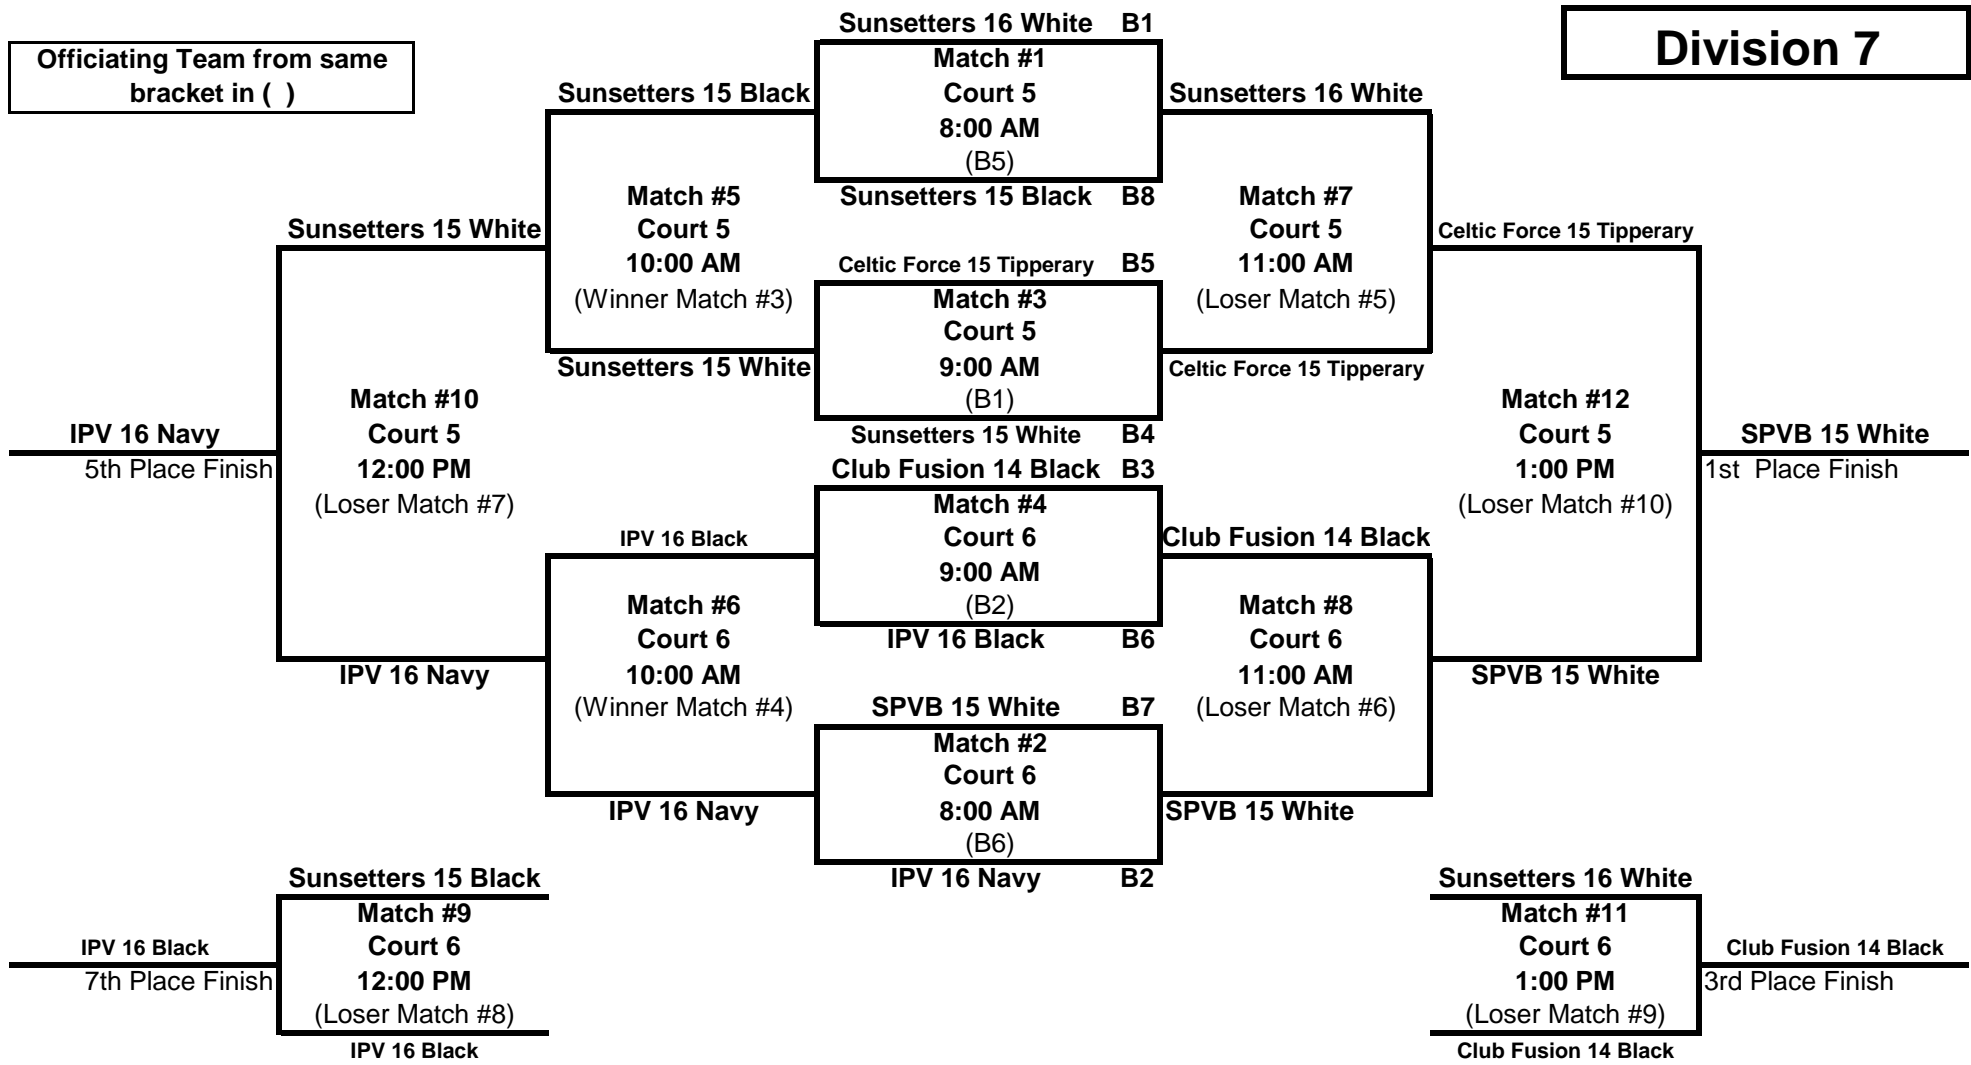 Sunsetters 16 White B1
Division 7
Officiating Team from same
bracket in ( )
Match #1
Court 5
8:00 AM
(B5)
Sunsetters 15 Black B8
Sunsetters 15 Black
Sunsetters 16 White
Match #5
Court 5
10:00 AM
(Winner Match #3)
Match #7
Court 5
11:00 AM
(Loser Match #5)
Sunsetters 15 White
Celtic Force 15 Tipperary
Celtic Force 15 Tipperary B5
Match #3
Court 5
9:00 AM
(B1)
Sunsetters 15 White B4
Sunsetters 15 White
Celtic Force 15 Tipperary
Match #10
Court 5
12:00 PM
(Loser Match #7)
Match #12
Court 5
1:00 PM
(Loser Match #10)
IPV 16 Navy
5th Place Finish
SPVB 15 White
1st Place Finish
Club Fusion 14 Black B3
Match #4
Court 6
9:00 AM
(B2)
IPV 16 Black B6
IPV 16 Black
Club Fusion 14 Black
Match #6
Court 6
10:00 AM
(Winner Match #4)
Match #8
Court 6
11:00 AM
(Loser Match #6)
IPV 16 Navy
SPVB 15 White
SPVB 15 White B7
Match #2
Court 6
8:00 AM
(B6)
IPV 16 Navy B2
IPV 16 Navy
SPVB 15 White
Sunsetters 15 Black
Match #9
Court 6
12:00 PM
(Loser Match #8)
IPV 16 Black
IPV 16 Black
7th Place Finish
Sunsetters 16 White
Match #11
Court 6
1:00 PM
(Loser Match #9)
Club Fusion 14 Black
Club Fusion 14 Black
3rd Place Finish